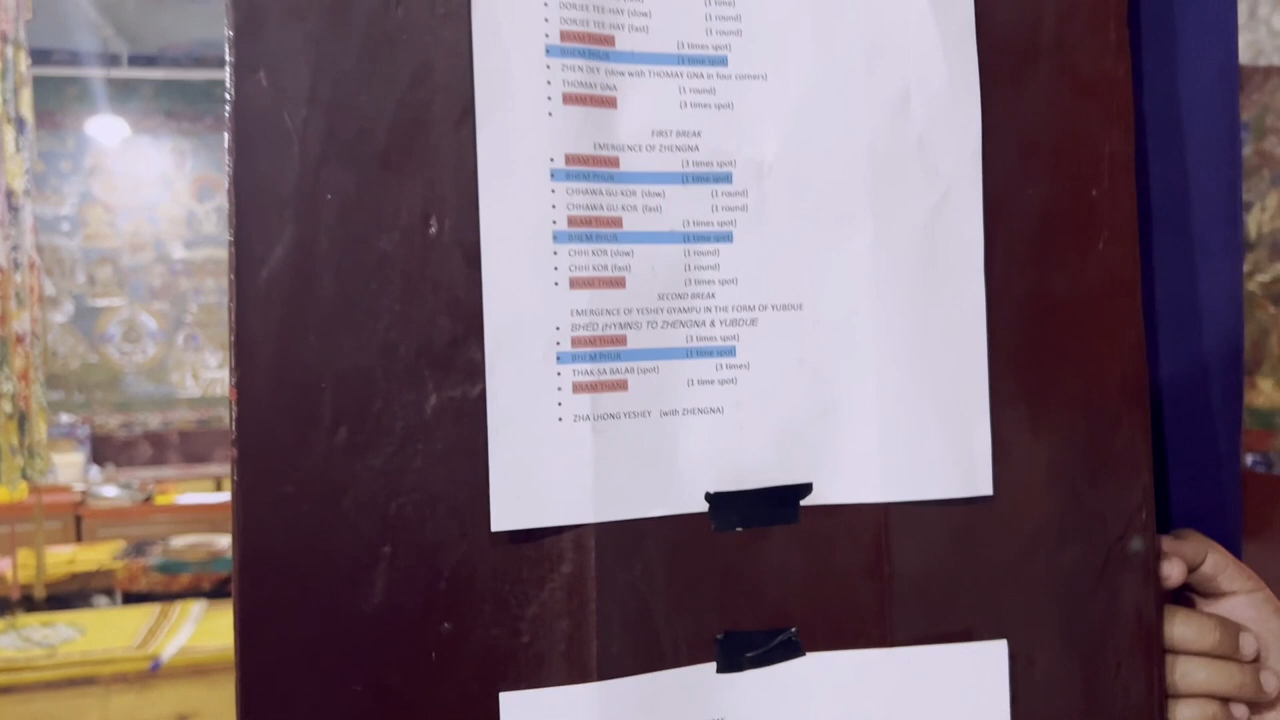 DORJEE TEE-HAY (slow) (1 round)
DORJEE TEE-HAY (fast) (1 round)
BRAM THANG (3 times spot)
BHEM PHUR (1 time spot)
ZHEN DEY (slow with THOMAY GNA in four corners)
THOMAY GNA (1 round)
BRAM THANG (3 times spot)
FIRST BREAK
EMERGENCE OF ZHENGNA
BRAM THANG (3 times spot)
BHEM PHUR (1 time spot)
CHHAWA GU-KOR (slow) (1 round)
CHHAWA GU-KOR (fast) (1 round)
BRAM THANG (3 times spot)
BHEM PHUR (1 time spot)
CHHI KOR (slow) (1 round)
CHHI KOR (fast) (1 round)
BRAM THANG (3 times spot)
SECOND BREAK
EMERGENCE OF YESHEY GYAMPU IN THE FORM OF YUBDUE
BHED (HYMNS) TO ZHENGNA & YUBDUE
BRAM THANG (3 times spot)
BHEM PHUR (1 time spot)
THAK-SA BALAB (spot) (3 times)
BRAM THANG (1 time spot)
ZHA LHONG YESHEY (with ZHENGNA)